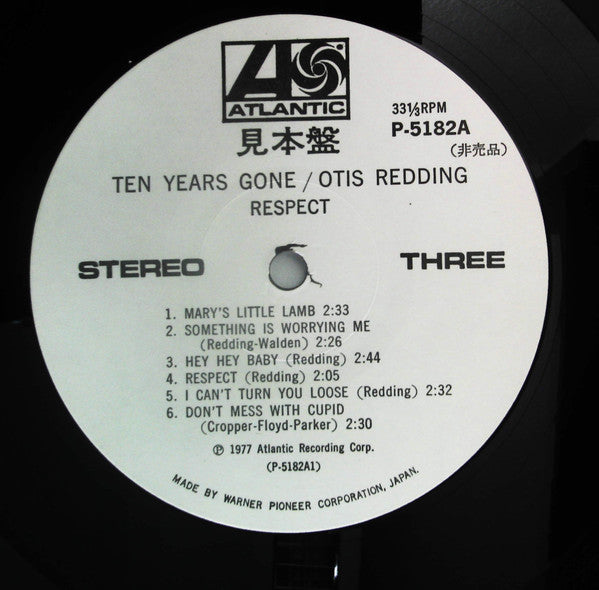 ATLANTIC
見本盤
33⅓RPM
P-5182A
(非売品)
TEN YEARS GONE / OTIS REDDING
RESPECT
STEREO
THREE
1. MARY'S LITTLE LAMB 2:33
2. SOMETHING IS WORRYING ME
(Redding-Walden) 2:26
3. HEY HEY BABY (Redding) 2:44
4. RESPECT (Redding) 2:05
5. I CAN'T TURN YOU LOOSE (Redding) 2:32
6. DON'T MESS WITH CUPID
(Cropper-Floyd-Parker) 2:30
℗ 1977 Atlantic Recording Corp.
(P-5182A1)
MADE BY WARNER PIONEER CORPORATION, JAPAN.